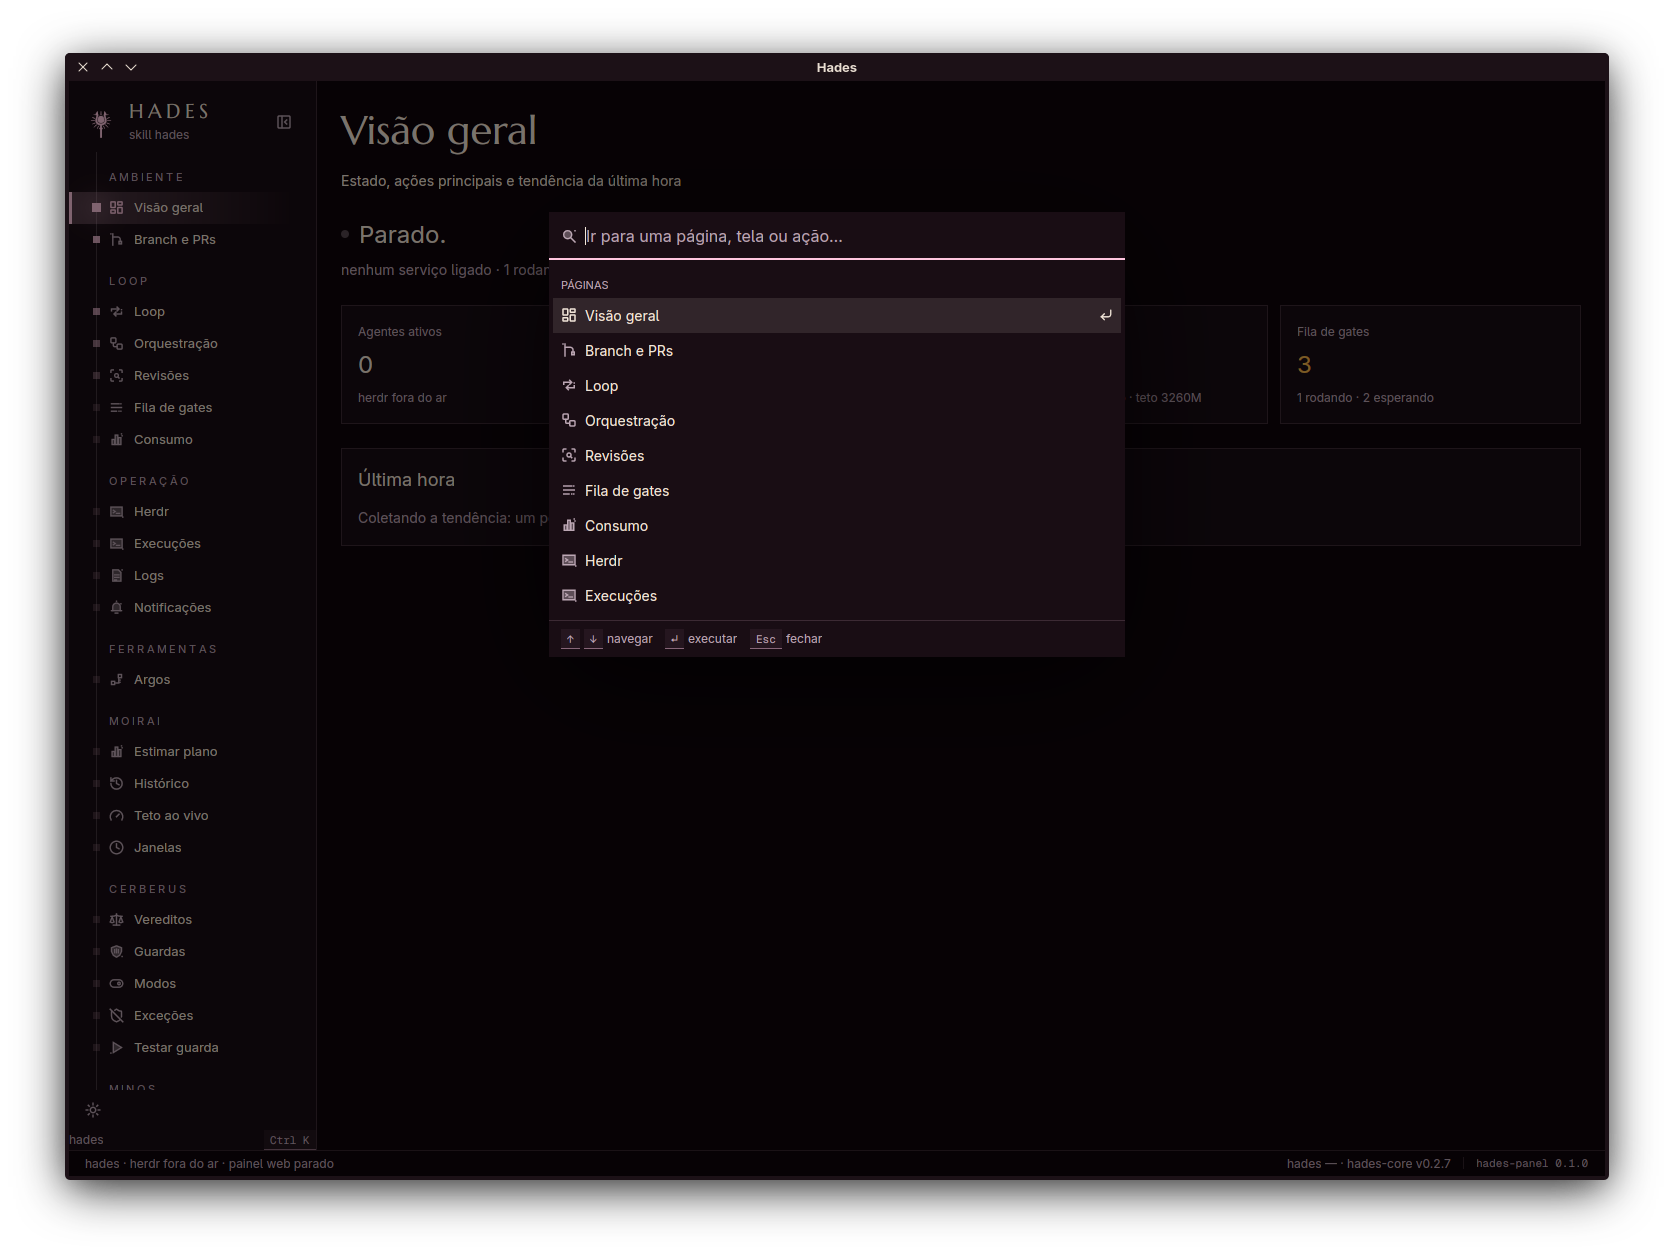 Hades
HADES
skill hades
AMBIENTE
Visão geral
Branch e PRs
LOOP
Loop
Orquestração
Revisões
Fila de gates
Consumo
OPERAÇÃO
Herdr
Execuções
Logs
Notificações
FERRAMENTAS
Argos
MOIRAI
Estimar plano
Histórico
Teto ao vivo
Janelas
CERBERUS
Vereditos
Guardas
Modos
Exceções
Testar guarda
MINOS
hades
Ctrl K
Visão geral
Estado, ações principais e tendência da última hora
Parado.
nenhum serviço ligado · 1 rodan
Agentes ativos
0
herdr fora do ar
· teto 3260M
Fila de gates
3
1 rodando · 2 esperando
Última hora
Coletando a tendência: um p
Ir para uma página, tela ou ação...
PÁGINAS
Visão geral
Branch e PRs
Loop
Orquestração
Revisões
Fila de gates
Consumo
Herdr
Execuções
↑ ↓ navegar ↵ executar Esc fechar
hades · herdr fora do ar · painel web parado
hades — · hades-core v0.2.7
hades-panel 0.1.0